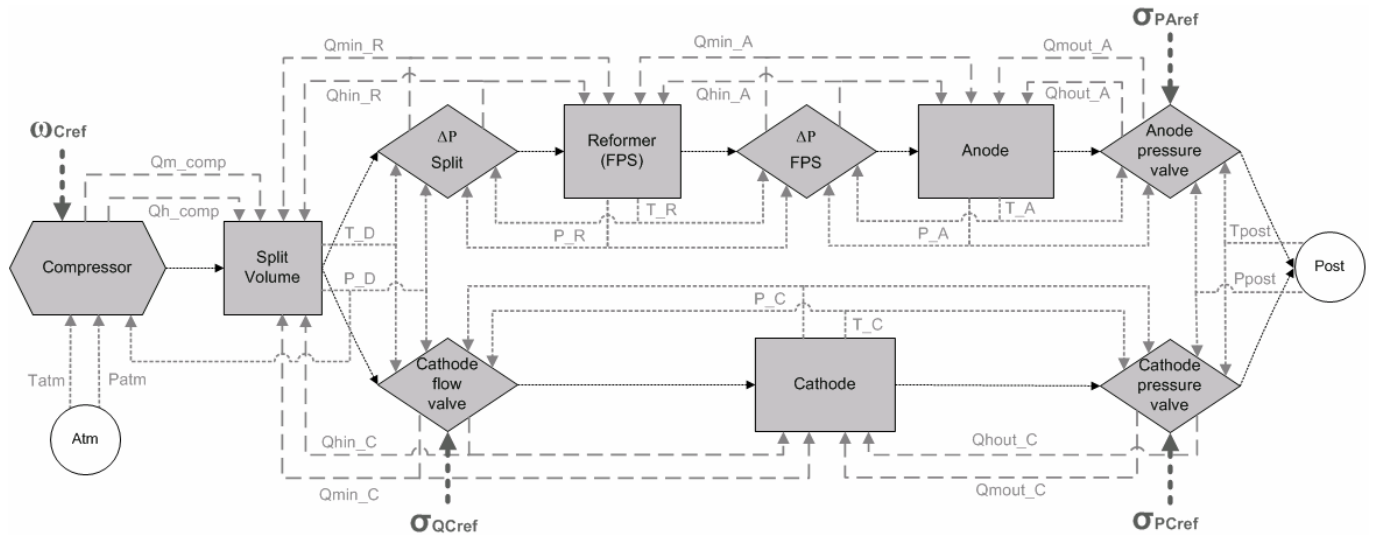 σPAref
Qmin_R
Qmin_A
Qmout_A
Qhin_R
Qhin_A
Qhout_A
ωCref
ΔP
Split
Reformer
(FPS)
ΔP
FPS
Anode
Anode
pressure
valve
Qm_comp
Qh_comp
T_R
T_A
P_R
P_A
T_D
Tpost
Compressor
Split
Volume
Post
P_D
Ppost
P_C
T_C
Tatm
Patm
Cathode
flow
valve
Cathode
Cathode
pressure
valve
Atm
Qhin_C
Qhout_C
Qmin_C
Qmout_C
σQCref
σPCref